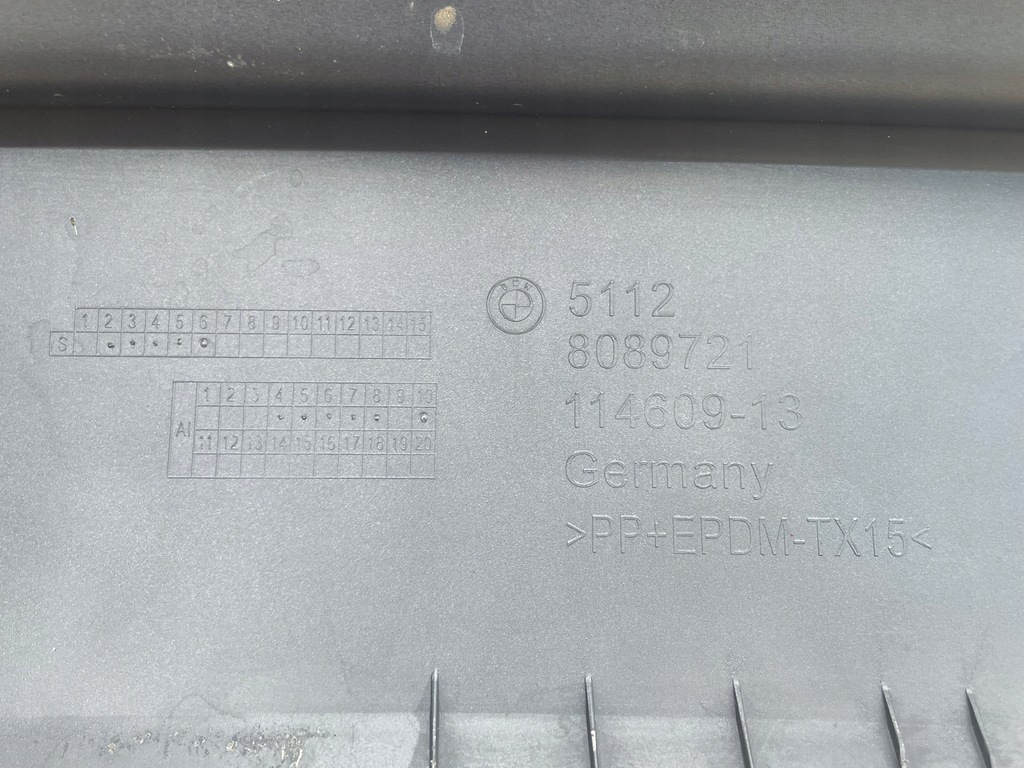 BMW
5112
8089721
114609-13
Germany
>PP+EPDM-TX15<
1 2 3 4 5 6 7 8 9 10 11 12 13 14 15
S
1 2 3 4 5 6 7 8 9 10
AI
11 12 13 14 15 16 17 18 19 20